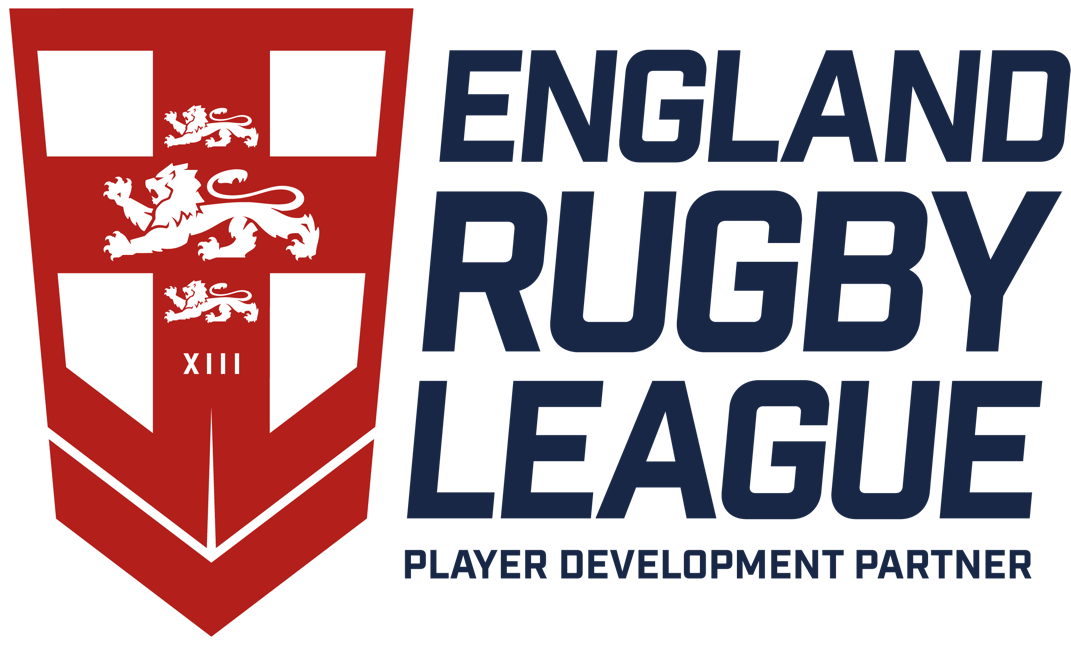 XIII
ENGLAND
RUGBY
LEAGUE
PLAYER DEVELOPMENT PARTNER